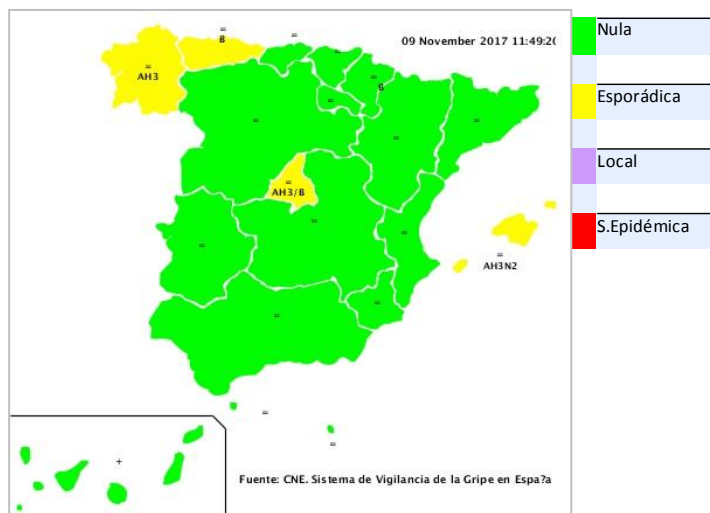 09 November 2017 11:49:20
Nula
Esporádica
Local
S.Epidémica
=
B
=
=
=
AH3
=
B
=
=
=
=
=
AH3/B
=
=
=
=
AH3N2
=
=
=
=
+
Fuente: CNE. Sistema de Vigilancia de la Gripe en Espa?a